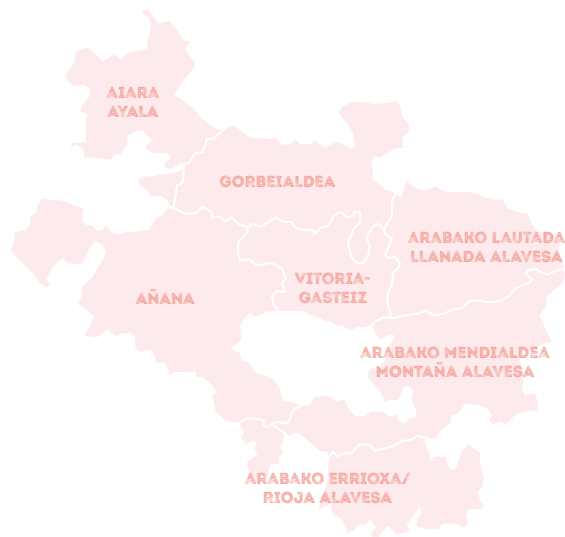 AIARA
AYALA
GORBEIALDEA
ARABAKO LAUTADA
LLANADA ALAVESA
VITORIA-
GASTEIZ
AÑANA
ARABAKO MENDIALDEA
MONTAÑA ALAVESA
ARABAKO ERRIOXA/
RIOJA ALAVESA